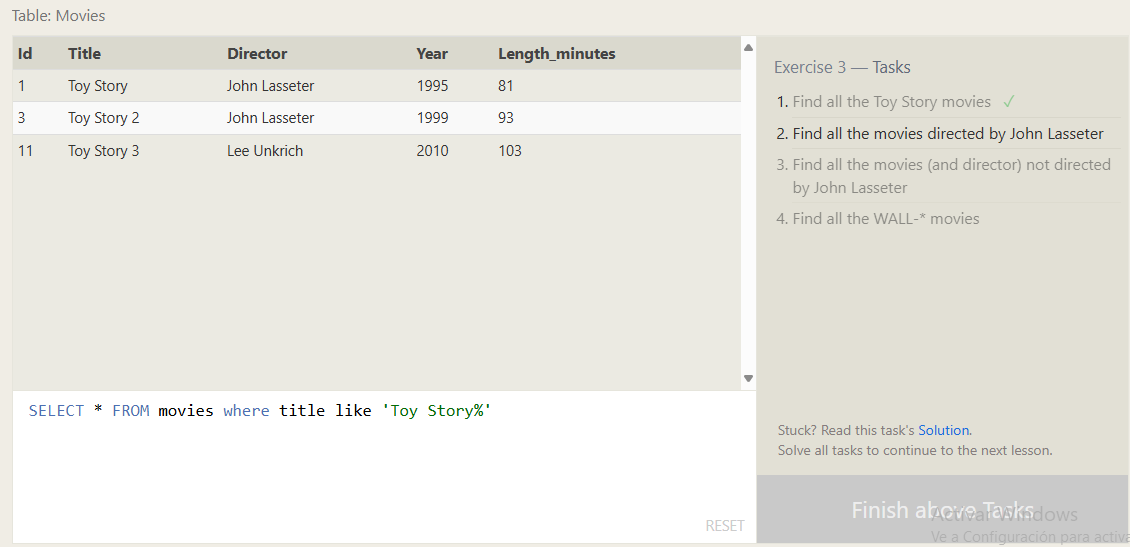 Table: Movies
Id Title Director Year Length_minutes
1 Toy Story John Lasseter 1995 81
3 Toy Story 2 John Lasseter 1999 93
11 Toy Story 3 Lee Unkrich 2010 103
SELECT * FROM movies where title like 'Toy Story%'
RESET
Exercise 3 — Tasks
1. Find all the Toy Story movies ✓
2. Find all the movies directed by John Lasseter
3. Find all the movies (and director) not directed
by John Lasseter
4. Find all the WALL-* movies
Stuck? Read this task's Solution.
Solve all tasks to continue to the next lesson.
Finish above Tasks
Activar Windows
Ve a Configuración para activa